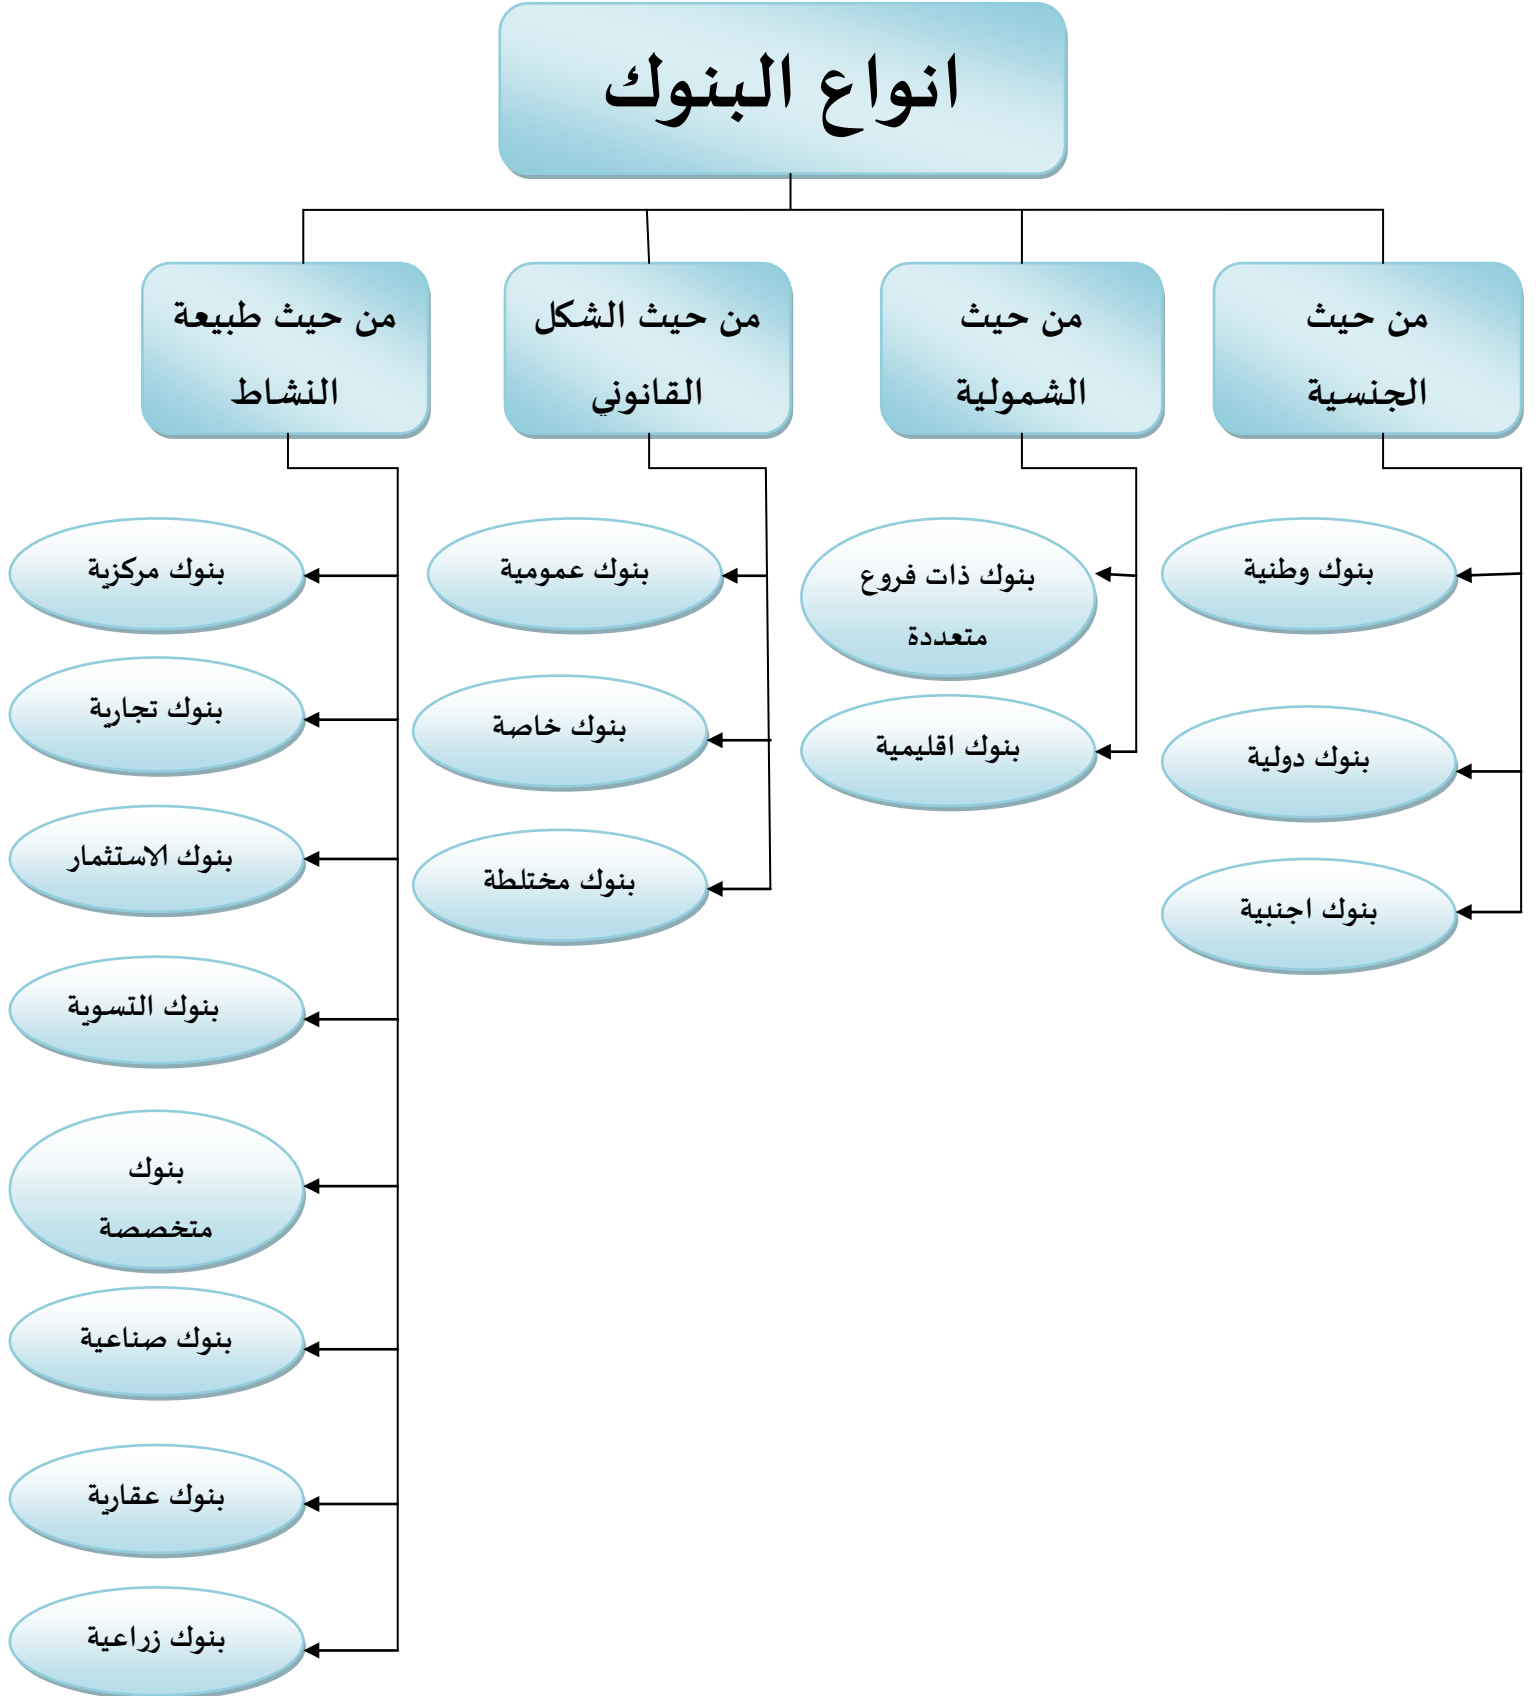 انواع البنوك
من حيث
الجنسية
من حيث
الشمولية
من حيث الشكل
القانوني
من حيث طبيعة
النشاط
بنوك وطنية
بنوك دولية
بنوك اجنبية
بنوك ذات فروع
متعددة
بنوك اقليمية
بنوك عمومية
بنوك خاصة
بنوك مختلطة
بنوك مركزية
بنوك تجارية
بنوك الاستثمار
بنوك التسوية
بنوك
متخصصة
بنوك صناعية
بنوك عقارية
بنوك زراعية